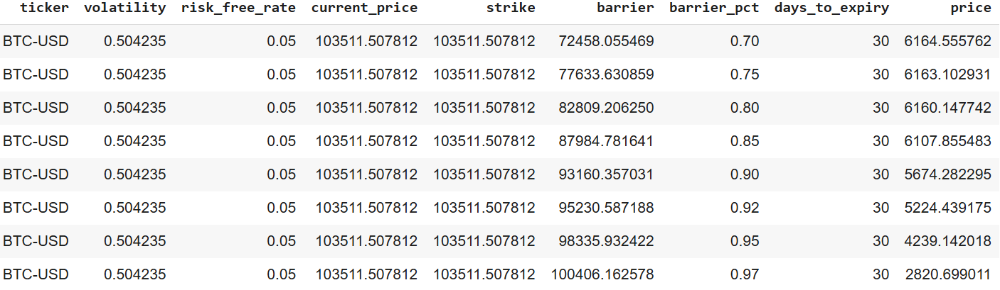 ticker volatility risk_free_rate current_price strike barrier barrier_pct days_to_expiry price
BTC-USD 0.504235 0.05 103511.507812 103511.507812 72458.055469 0.70 30 6164.555762
BTC-USD 0.504235 0.05 103511.507812 103511.507812 77633.630859 0.75 30 6163.102931
BTC-USD 0.504235 0.05 103511.507812 103511.507812 82809.206250 0.80 30 6160.147742
BTC-USD 0.504235 0.05 103511.507812 103511.507812 87984.781641 0.85 30 6107.855483
BTC-USD 0.504235 0.05 103511.507812 103511.507812 93160.357031 0.90 30 5674.282295
BTC-USD 0.504235 0.05 103511.507812 103511.507812 95230.587188 0.92 30 5224.439175
BTC-USD 0.504235 0.05 103511.507812 103511.507812 98335.932422 0.95 30 4239.142018
BTC-USD 0.504235 0.05 103511.507812 103511.507812 100406.162578 0.97 30 2820.699011